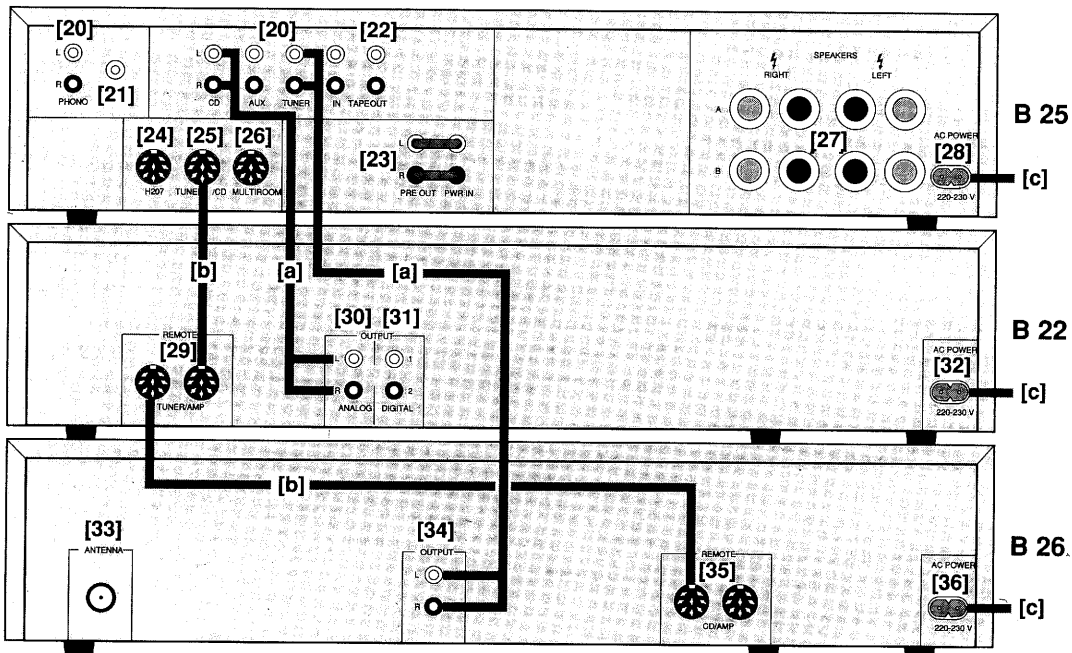 [20] [20] [22]
L L
[21]
R R
PHONO CD AUX TUNER IN TAPEOUT
SPEAKERS
RIGHT LEFT
A
B
[27]
AC POWER
[28]
220-230 V
B 25
[c]
[24] [25] [26]
H207 TUNER/CD MULTIROOM
[23]
L
R
PRE OUT PWR IN
[b] [a] [a]
REMOTE
[29]
TUNER/AMP
[30] [31]
OUTPUT
L 1
R 2
ANALOG DIGITAL
AC POWER
[32]
220-230 V
B 22
[c]
[b]
[33]
ANTENNA
[34]
OUTPUT
L
R
REMOTE
[35]
CD/AMP
AC POWER
[36]
220-230 V
B 26
[c]